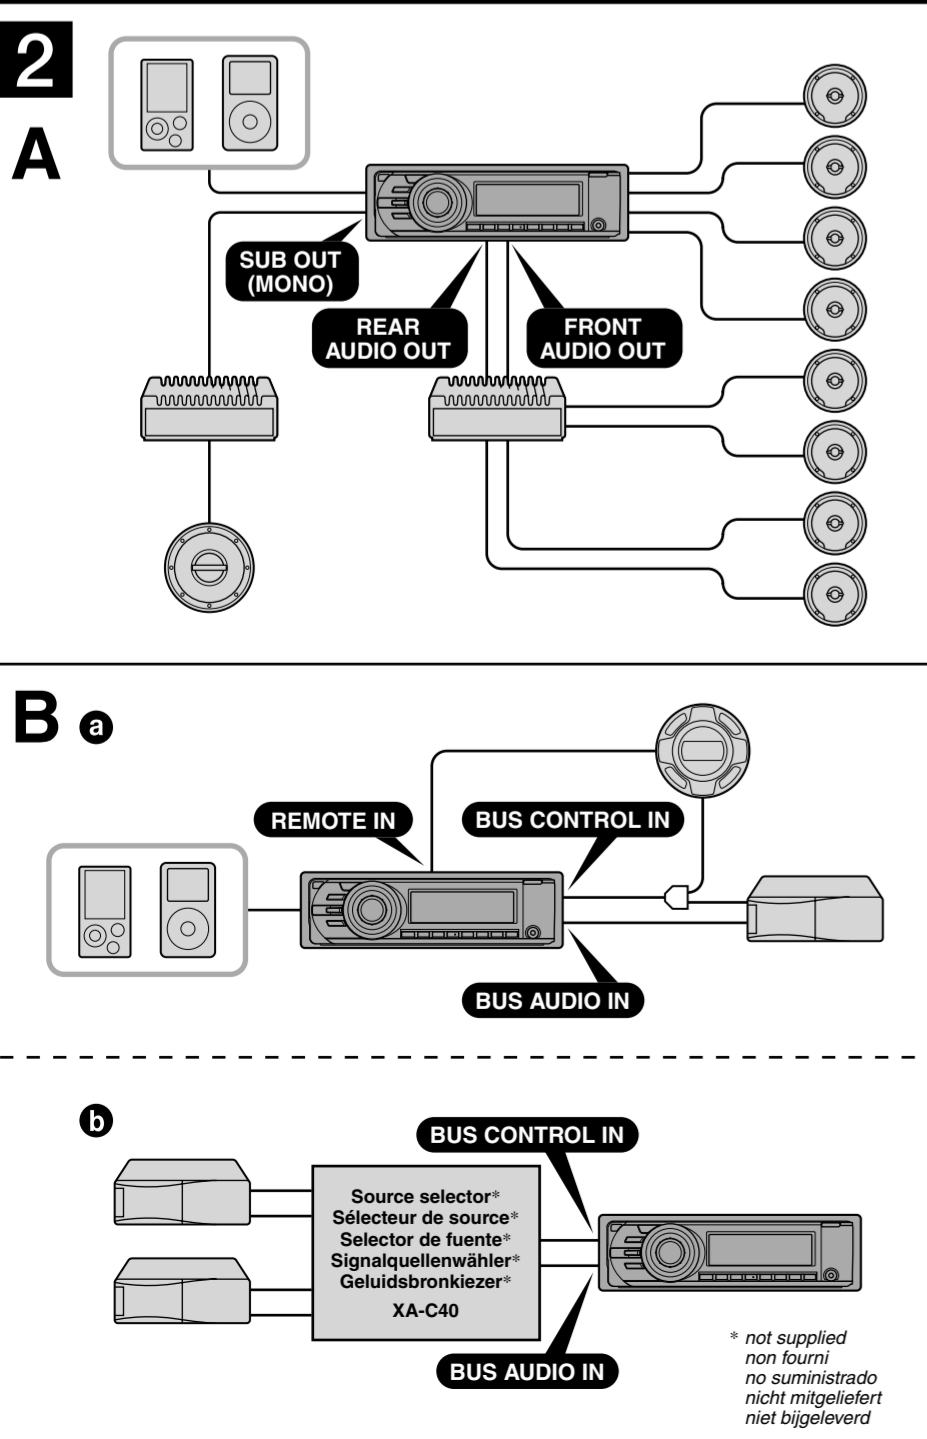 2
A
SUB OUT
(MONO)
REAR
AUDIO OUT
FRONT
AUDIO OUT
B a
REMOTE IN
BUS CONTROL IN
BUS AUDIO IN
b
BUS CONTROL IN
Source selector*
Sélecteur de source*
Selector de fuente*
Signalquellenwähler*
Geluidsbronkiezer*
XA-C40
BUS AUDIO IN
* not supplied
non fourni
no suministrado
nicht mitgeliefert
niet bijgeleverd